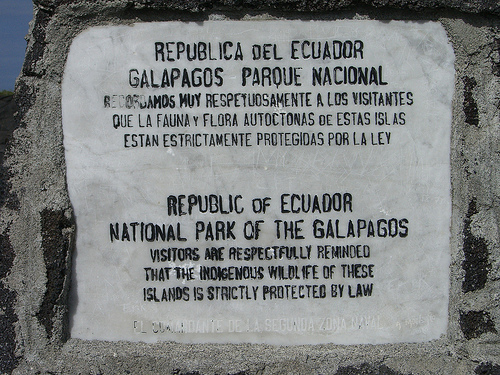 REPUBLICA DEL ECUADOR
GALAPAGOS PARQUE NACIONAL
RECORDAMOS MUY RESPETUOSAMENTE A LOS VISITANTES
QUE LA FAUNA Y FLORA AUTOCTONAS DE ESTAS ISLAS
ESTAN ESTRICTAMENTE PROTEGIDAS POR LA LEY
REPUBLIC OF ECUADOR
NATIONAL PARK OF THE GALAPAGOS
VISITORS ARE RESPECTFULLY REMINDED
THAT THE INDIGENOUS WILDLIFE OF THESE
ISLANDS IS STRICTLY PROTECTED BY LAW
EL COMANDANTE DE LA SEGUNDA ZONA NAVAL